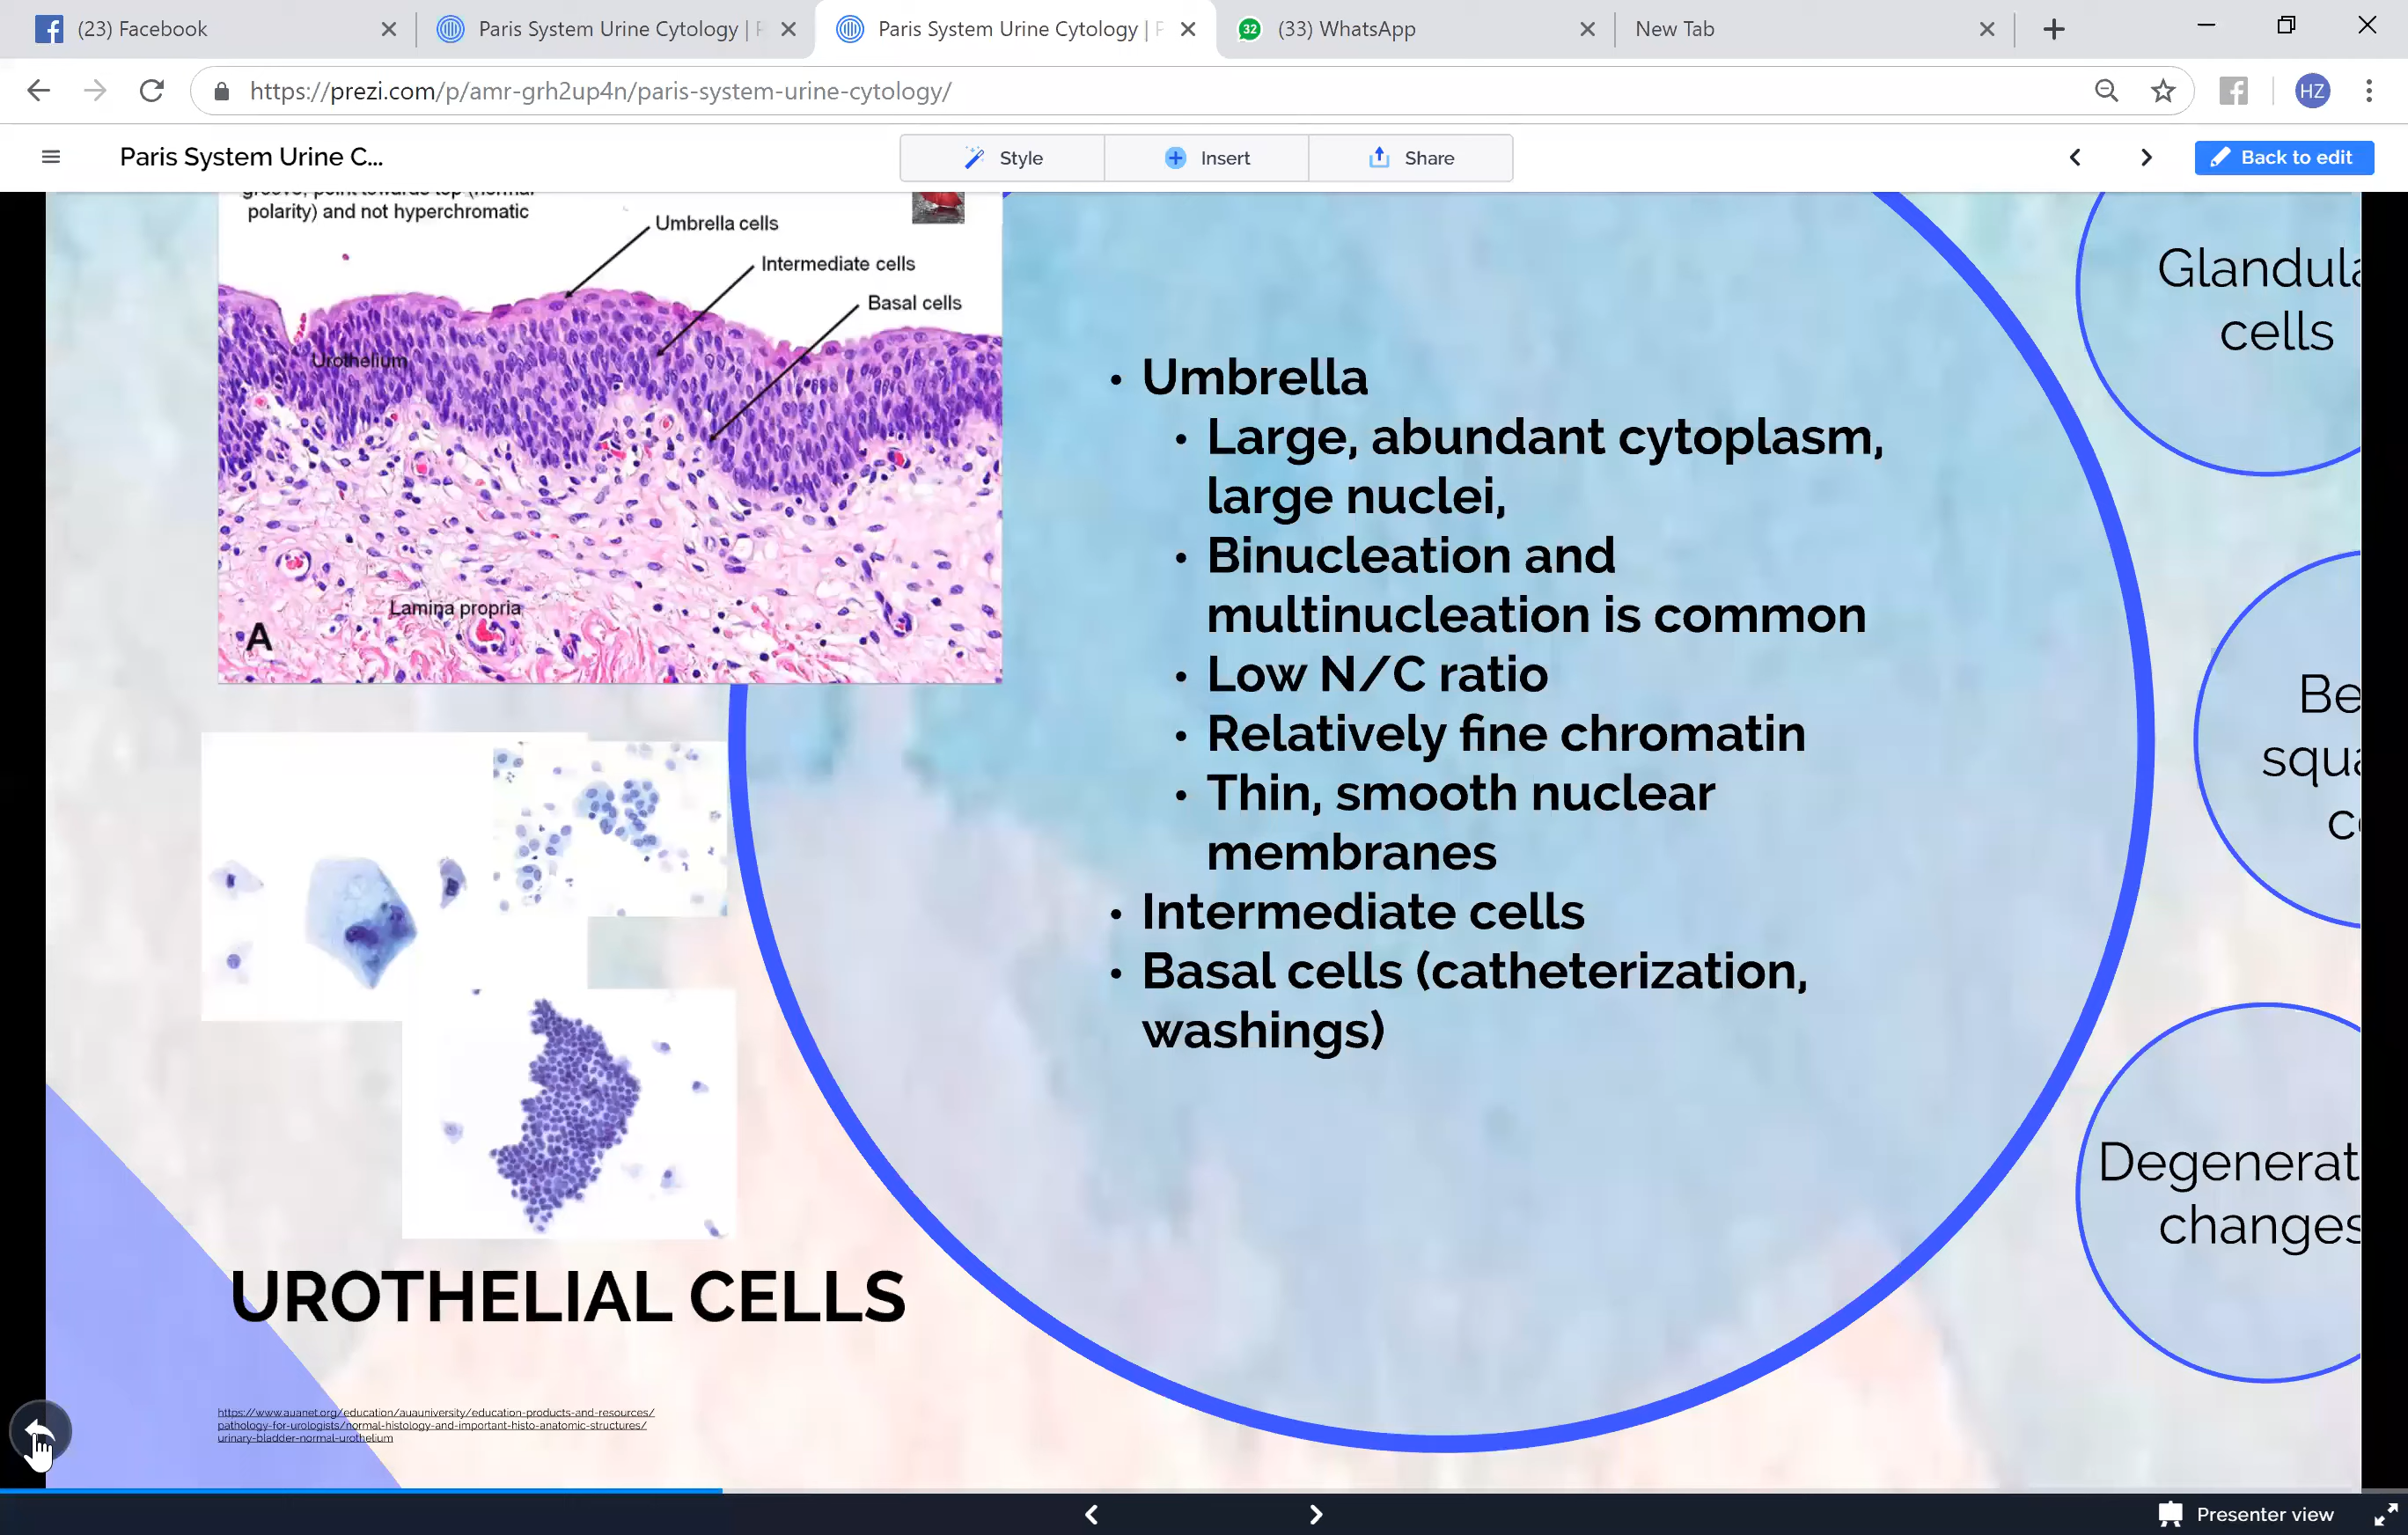 (23) Facebook
Paris System Urine Cytology |
Paris System Urine Cytology |
32
(33) WhatsApp
New Tab
https://prezi.com/p/amr-grh2up4n/paris-system-urine-cytology/
HZ
Paris System Urine C...
Style
Insert
Share
Back to edit
polarity) and not hyperchromatic
Umbrella cells
Intermediate cells
Basal cells
Urothelium
Lamina propria
A
• Umbrella
• Large, abundant cytoplasm,
large nuclei,
• Binucleation and
multinucleation is common
• Low N/C ratio
• Relatively fine chromatin
• Thin, smooth nuclear
membranes
• Intermediate cells
• Basal cells (catheterization,
washings)
Glandula
cells
Be
squa
c
Degenerat
changes
UROTHELIAL CELLS
https://www.auanet.org/education/auauniversity/education-products-and-resources/
pathology-for-urologists/normal-histology-and-important-histo-anatomic-structures/
urinary-bladder-normal-urothelium
Presenter view